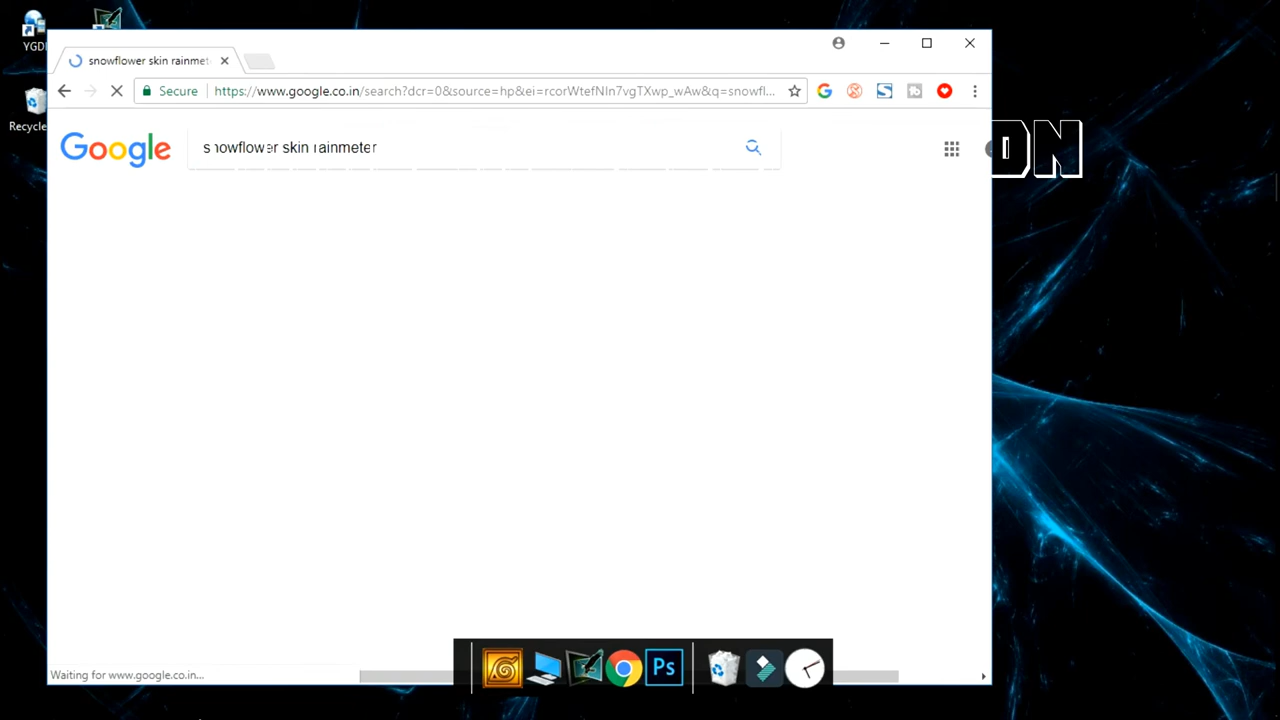 YGD
Recycle
snowflower skin rainmet
Secure
https://www.google.co.in/search?dcr=0&source=hp&ei=rcorWtefNIn7vgTXwp_wAw&q=snowfl...
Google
snowflower skin rainmeter
ON
Waiting for www.google.co.in...
Ps